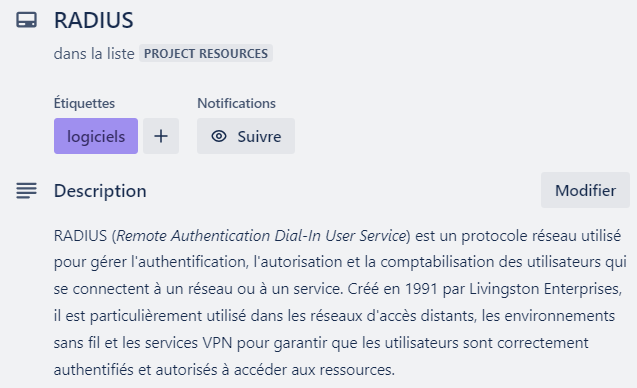 RADIUS
dans la liste PROJECT RESOURCES
Étiquettes
Notifications
logiciels
+
Suivre
Description
Modifier
RADIUS (Remote Authentication Dial-In User Service) est un protocole réseau utilisé
pour gérer l'authentification, l'autorisation et la comptabilisation des utilisateurs qui
se connectent à un réseau ou à un service. Créé en 1991 par Livingston Enterprises,
il est particulièrement utilisé dans les réseaux d'accès distants, les environnements
sans fil et les services VPN pour garantir que les utilisateurs sont correctement
authentifiés et autorisés à accéder aux ressources.